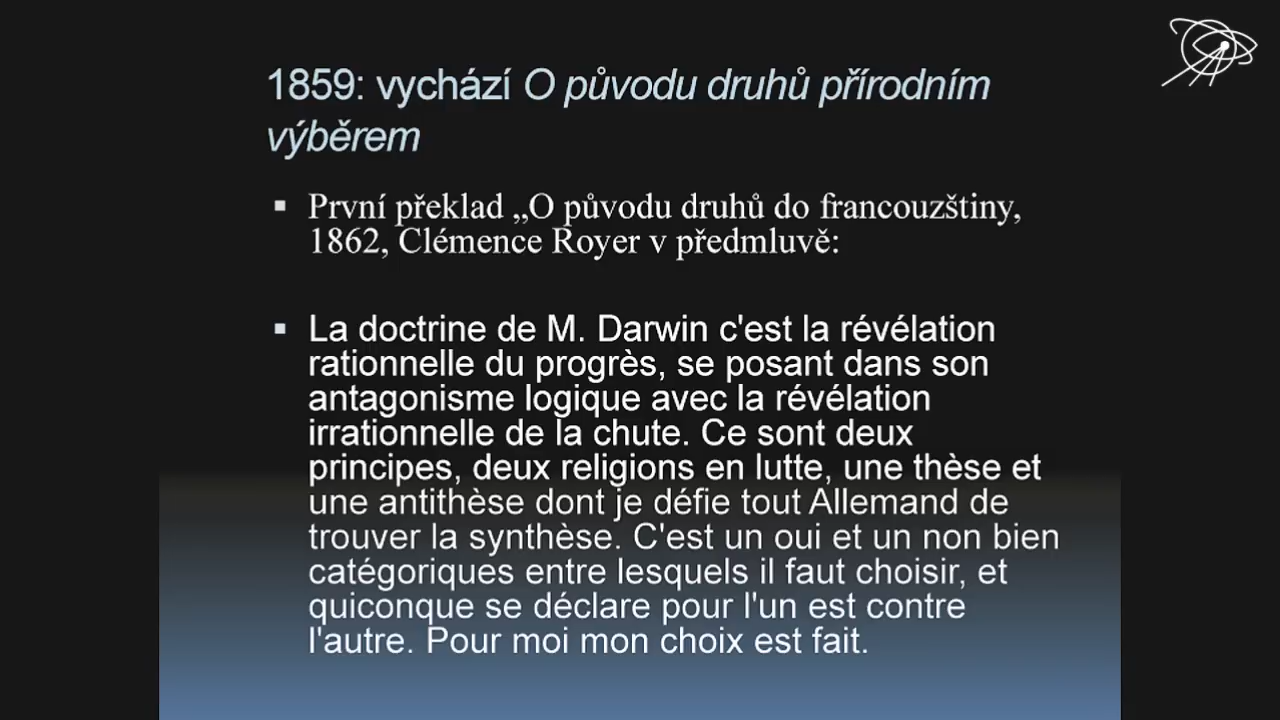 1859: vychází O původu druhů přírodním
výběrem
▪ První překlad „O původu druhů do francouzštiny,
1862, Clémence Royer v předmluvě:
▪ La doctrine de M. Darwin c'est la révélation
rationnelle du progrès, se posant dans son
antagonisme logique avec la révélation
irrationnelle de la chute. Ce sont deux
principes, deux religions en lutte, une thèse et
une antithèse dont je défie tout Allemand de
trouver la synthèse. C'est un oui et un non bien
catégoriques entre lesquels il faut choisir, et
quiconque se déclare pour l'un est contre
l'autre. Pour moi mon choix est fait.